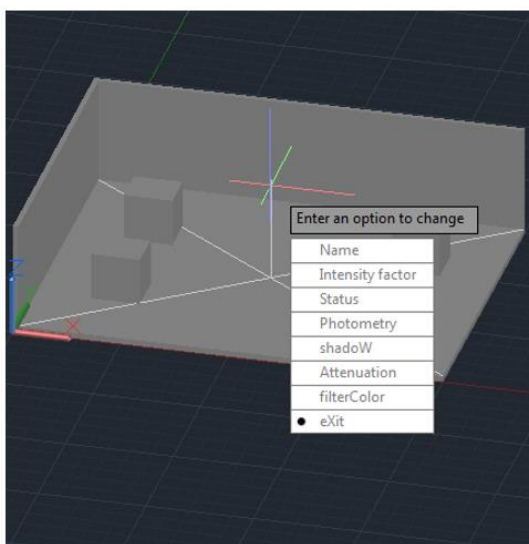 Enter an option to change
Name
Intensity factor
Status
Photometry
shadoW
Attenuation
filterColor
eXit
Z
X